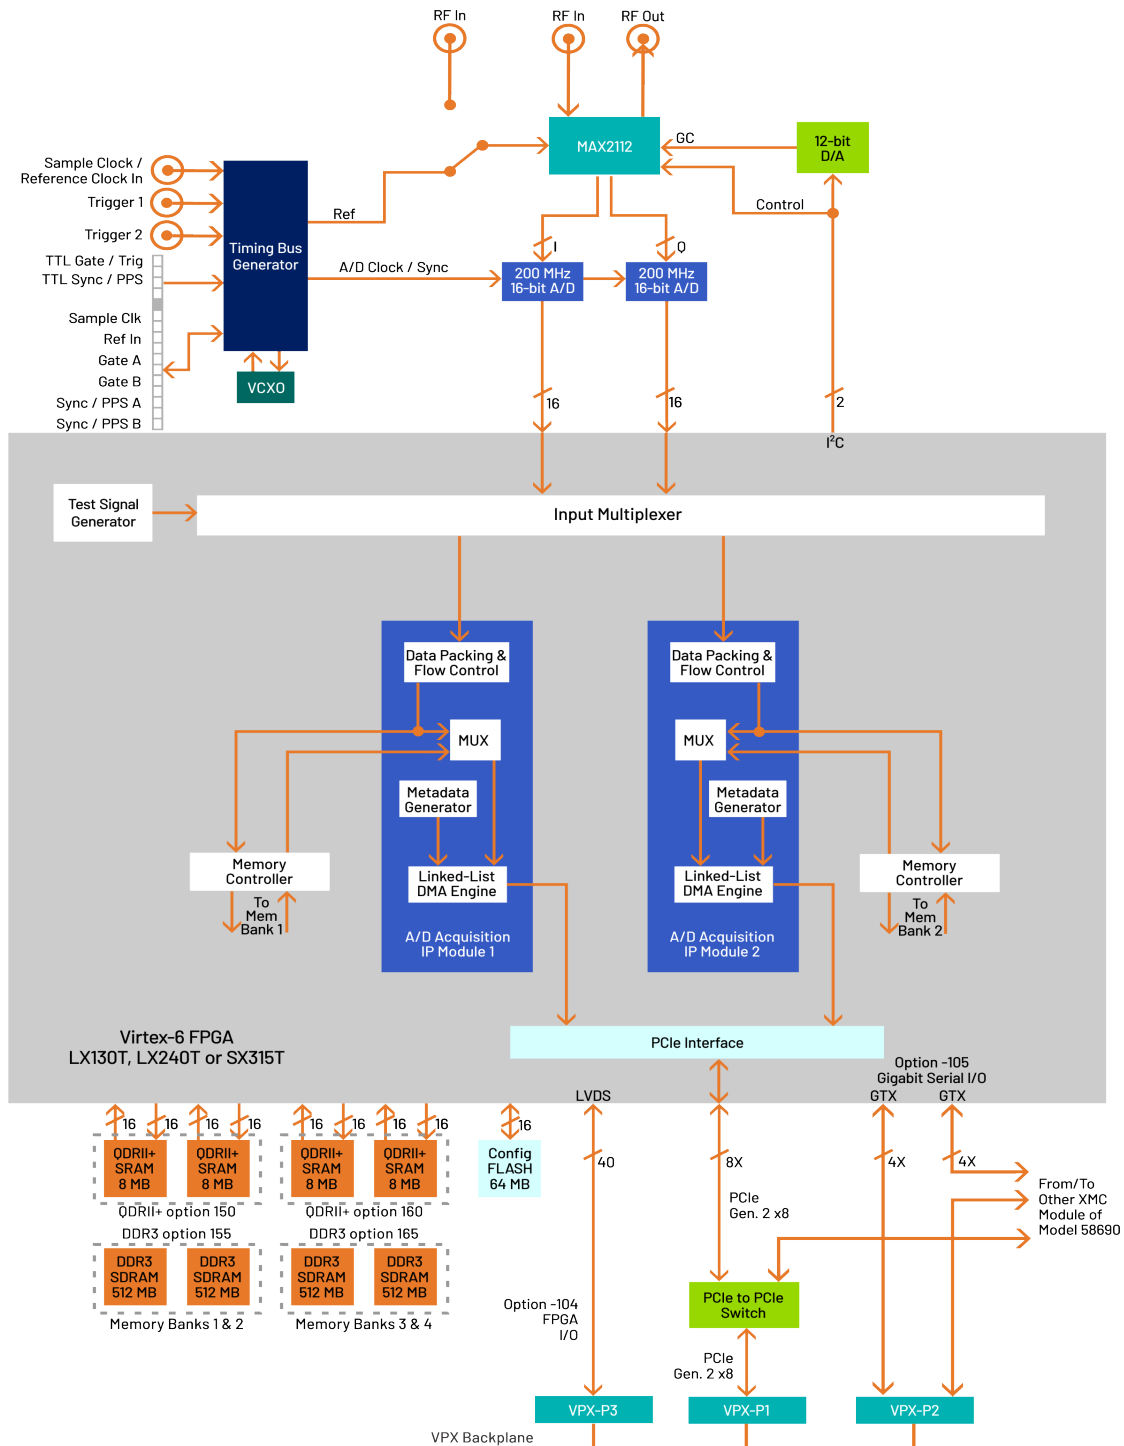 RF In
RF In
RF Out
MAX2112
GC
12-bit
D/A
Sample Clock /
Reference Clock In
Trigger 1
Trigger 2
TTL Gate / Trig
TTL Sync / PPS
Sample Clk
Ref In
Gate A
Gate B
Sync / PPS A
Sync / PPS B
Timing Bus
Generator
VCXO
Ref
A/D Clock / Sync
Control
I
Q
200 MHz
16-bit A/D
200 MHz
16-bit A/D
16
16
2
I²C
Test Signal
Generator
Input Multiplexer
Data Packing &
Flow Control
MUX
Metadata
Generator
Linked-List
DMA Engine
A/D Acquisition
IP Module 1
Data Packing &
Flow Control
MUX
Metadata
Generator
Linked-List
DMA Engine
A/D Acquisition
IP Module 2
Memory
Controller
To
Mem
Bank 1
Memory
Controller
To
Mem
Bank 2
Virtex-6 FPGA
LX130T, LX240T or SX315T
PCIe Interface
Option -105
Gigabit Serial I/O
LVDS
GTX
GTX
16
16
16
16
16
16
16
16
16
QDRII+
SRAM
8 MB
QDRII+
SRAM
8 MB
QDRII+
SRAM
8 MB
QDRII+
SRAM
8 MB
Config
FLASH
64 MB
40
8X
4X
4X
QDRII+ option 150
QDRII+ option 160
DDR3 option 155
DDR3 option 165
DDR3
SDRAM
512 MB
DDR3
SDRAM
512 MB
DDR3
SDRAM
512 MB
DDR3
SDRAM
512 MB
Memory Banks 1 & 2
Memory Banks 3 & 4
PCIe
Gen. 2 x8
From/To
Other XMC
Module of
Model 58690
PCIe to PCIe
Switch
Option -104
FPGA
I/O
PCIe
Gen. 2 x8
VPX-P3
VPX-P1
VPX-P2
VPX Backplane